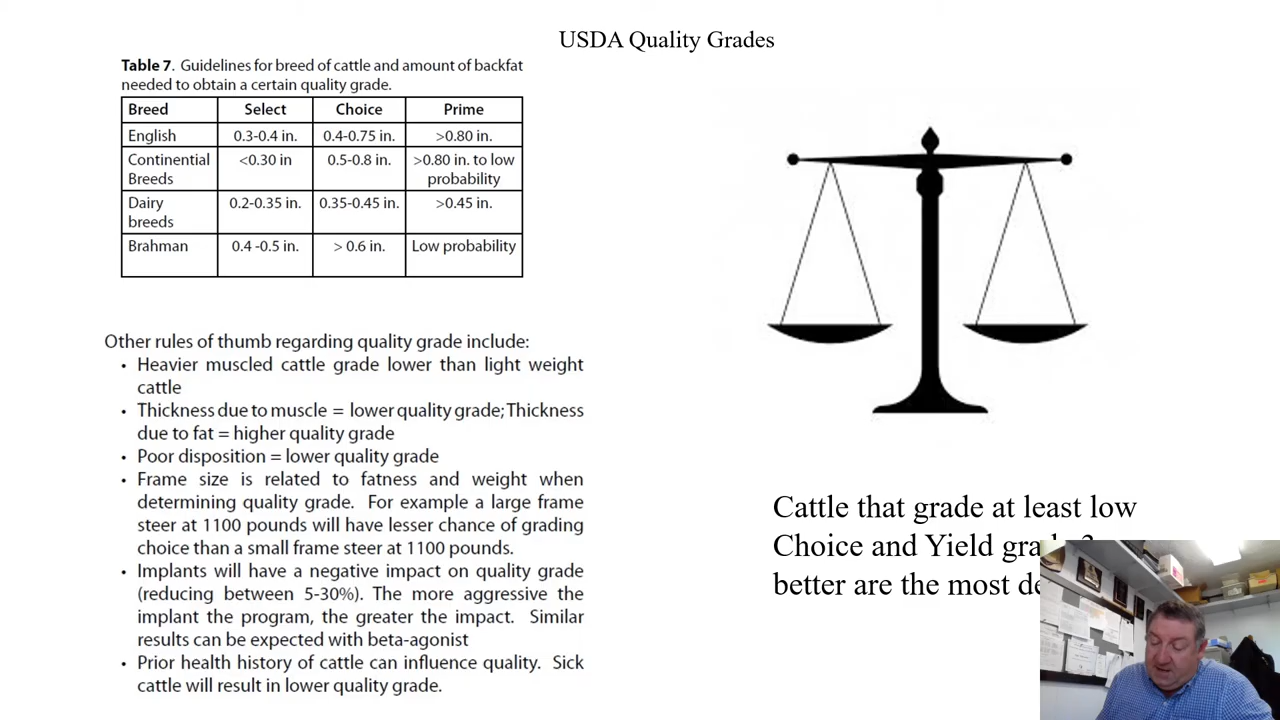 USDA Quality Grades
Table 7. Guidelines for breed of cattle and amount of backfat
needed to obtain a certain quality grade.
Breed Select Choice Prime
English 0.3-0.4 in. 0.4-0.75 in. >0.80 in.
Continential <0.30 in 0.5-0.8 in. >0.80 in. to low
Breeds probability
Dairy 0.2-0.35 in. 0.35-0.45 in. >0.45 in.
breeds
Brahman 0.4 -0.5 in. > 0.6 in. Low probability
Other rules of thumb regarding quality grade include:
• Heavier muscled cattle grade lower than light weight
cattle
• Thickness due to muscle = lower quality grade; Thickness
due to fat = higher quality grade
• Poor disposition = lower quality grade
• Frame size is related to fatness and weight when
determining quality grade. For example a large frame
steer at 1100 pounds will have lesser chance of grading
choice than a small frame steer at 1100 pounds.
• Implants will have a negative impact on quality grade
(reducing between 5-30%). The more aggressive the
implant the program, the greater the impact. Similar
results can be expected with beta-agonist
• Prior health history of cattle can influence quality. Sick
cattle will result in lower quality grade.
Cattle that grade at least low
Choice and Yield
better are the most